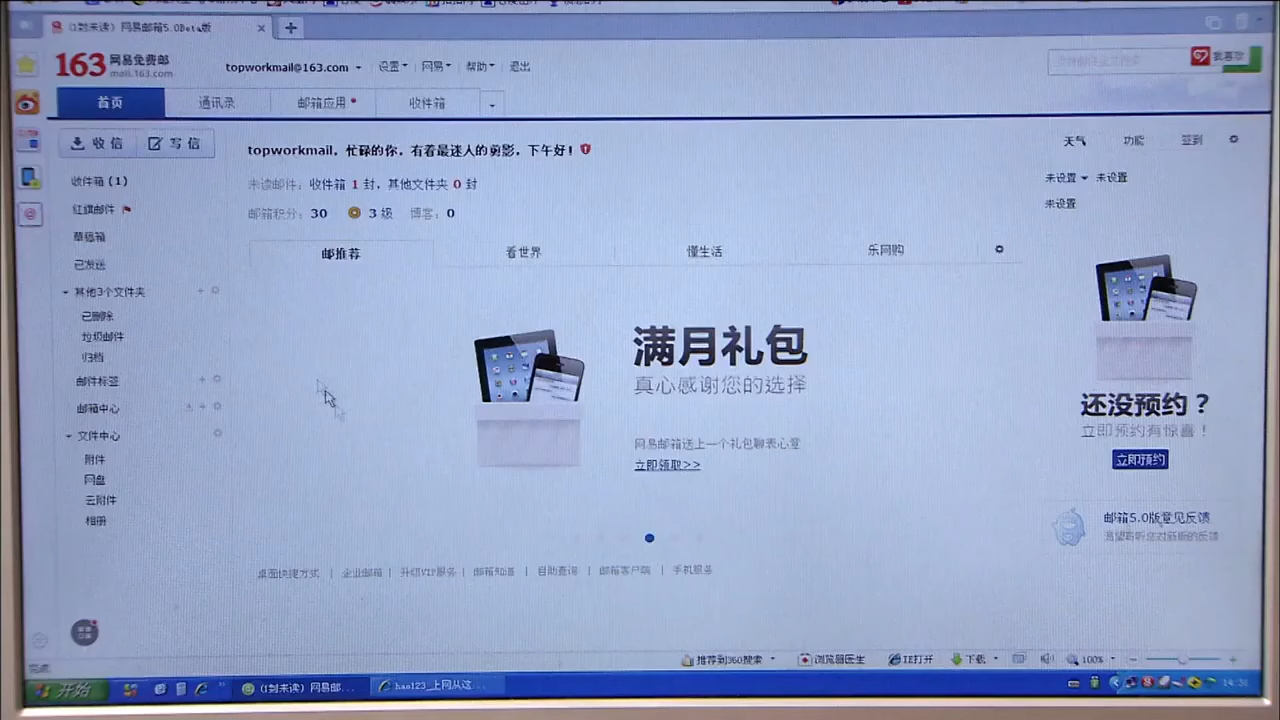 (1封未读) 网易邮箱5.0Beta版
163 网易免费邮
mail.163.com
topworkmail@163.com 设置 网易 帮助 退出
首页 通讯录 邮箱应用 收件箱
收信 写信
topworkmail，忙碌的你，有着最迷人的剪影，下午好！
未读邮件：收件箱 1 封，其他文件夹 0 封
邮箱积分：30 3 级 博客：0
天气 功能 签到
未设置 未设置
未设置
收件箱 (1)
红旗邮件
草稿箱
已发送
其他3个文件夹
已删除
垃圾邮件
归档
邮件标签
邮箱中心
文件中心
附件
网盘
云附件
相册
邮推荐 看世界 懂生活 乐网购
满月礼包
真心感谢您的选择
网易邮箱送上一个礼包聊表心意
立即领取>>
还没预约？
立即预约有惊喜！
立即预约
邮箱5.0版意见反馈
桌面快捷方式 | 企业邮箱 | 升级VIP服务 | 邮箱知道 | 自助查询 | 邮箱客户端 | 手机服务
推荐到360搜索 浏览器医生 IE打开 下载 100%
开始 (1封未读) 网易邮... hao123_上网从这... 14:31